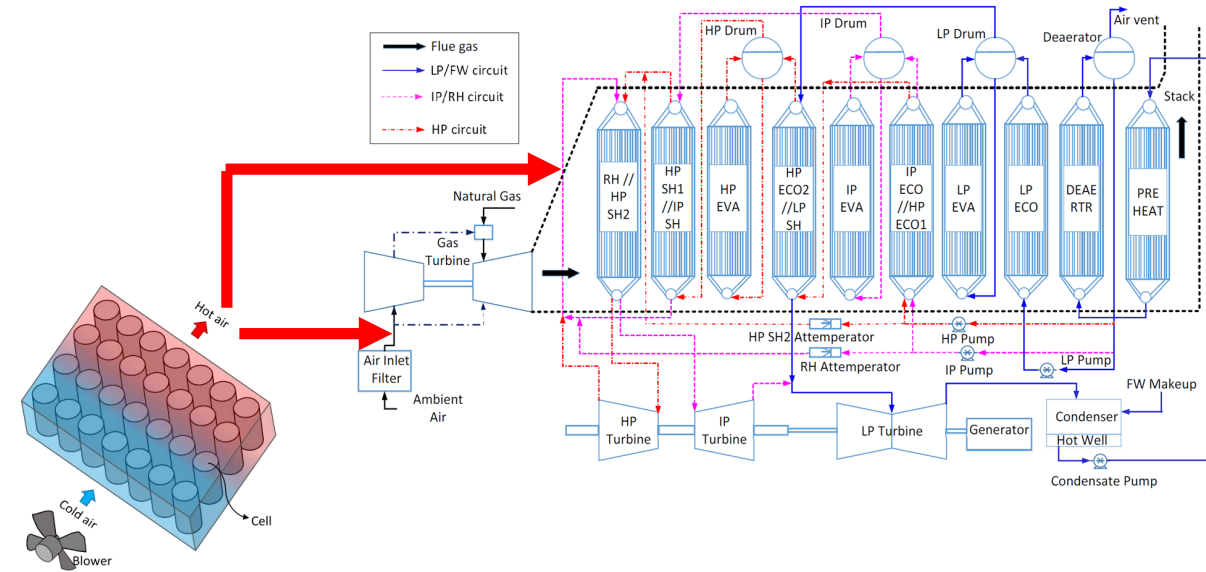 Flue gas
LP/FW circuit
IP/RH circuit
HP circuit
HP Drum
IP Drum
LP Drum
Deaerator
Air vent
Stack
RH //
HP
SH2
HP
SH1
//IP
SH
HP
EVA
HP
ECO2
//LP
SH
IP
EVA
IP
ECO
//HP
ECO1
LP
EVA
LP
ECO
DEAE
RTR
PRE
HEAT
Natural Gas
Gas
Turbine
Air Inlet
Filter
Ambient
Air
HP SH2 Attemperator
RH Attemperator
HP Pump
IP Pump
LP Pump
FW Makeup
HP
Turbine
IP
Turbine
LP Turbine
Generator
Condenser
Hot Well
Condensate Pump
Hot air
Cold air
Cell
Blower